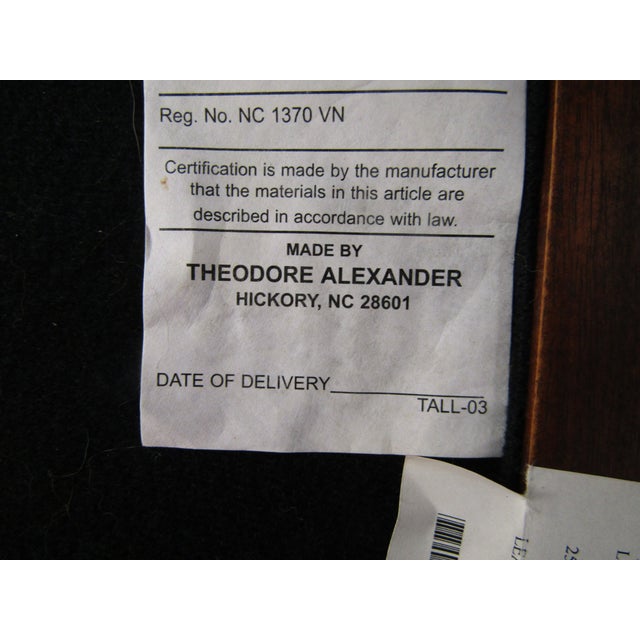 Reg. No. NC 1370 VN
Certification is made by the manufacturer
that the materials in this article are
described in accordance with law.
MADE BY
THEODORE ALEXANDER
HICKORY, NC 28601
DATE OF DELIVERY
TALL-03